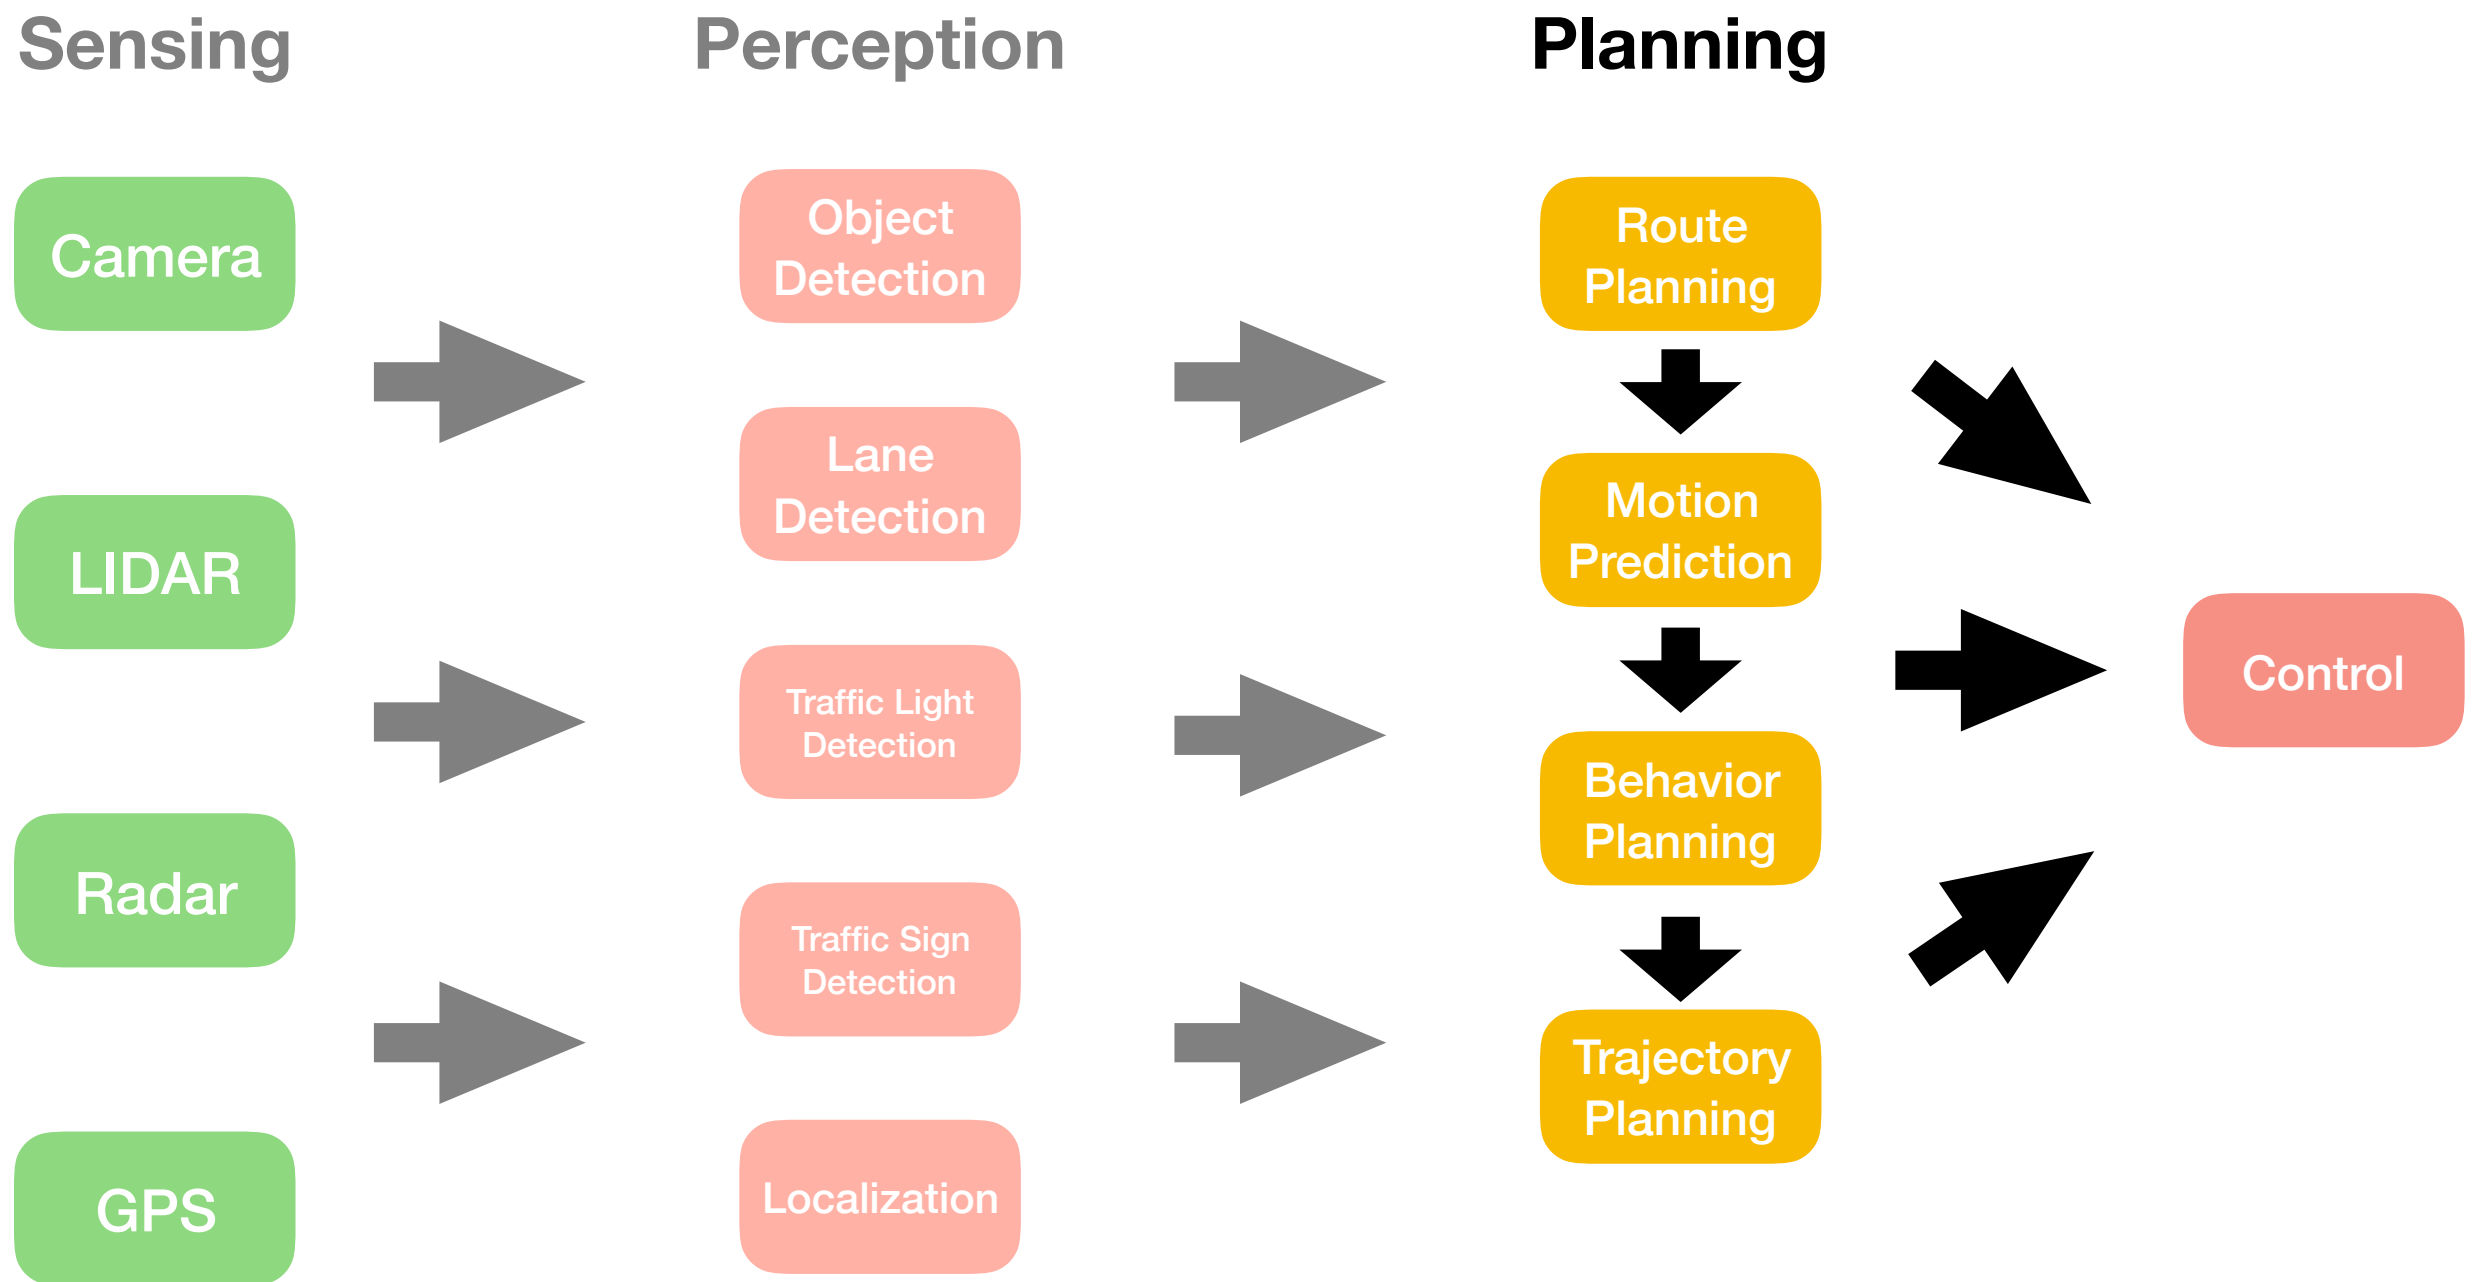 Sensing
Perception
Planning
Camera
LIDAR
Radar
GPS
Object
Detection
Lane
Detection
Traffic Light
Detection
Traffic Sign
Detection
Localization
Route
Planning
Motion
Prediction
Behavior
Planning
Trajectory
Planning
Control